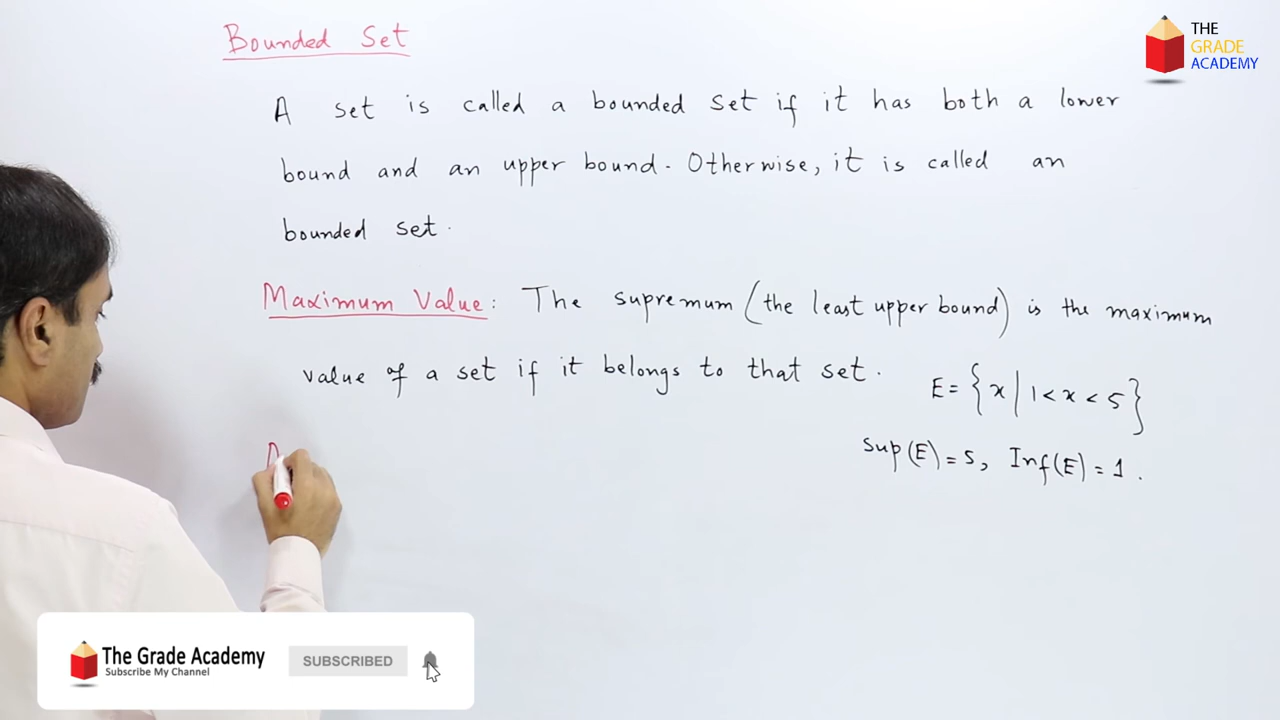 Bounded Set
THE
GRADE
ACADEMY
A set is called a bounded set if it has both a lower
bound and an upper bound. Otherwise, it is called an
bounded set.
Maximum Value: The supremum (the least upper bound) is the maximum
value of a set if it belongs to that set.
E = {x | 1 < x < 5}
Sup(E) = 5, Inf(E) = 1.
The Grade Academy
Subscribe My Channel
SUBSCRIBED